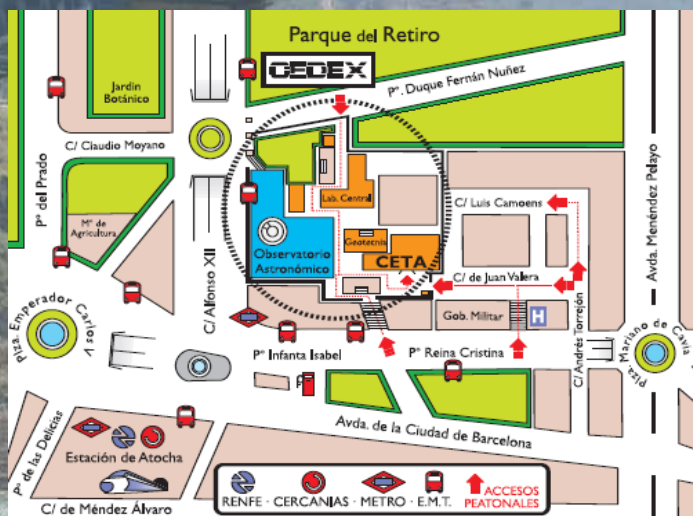 Parque del Retiro
CEDEX
Pº. Duque Fernán Nuñez
Jardin
Botánico
C/ Claudio Moyano
Pº del Prado
Mº de
Agricultura
C/ Alfonso XII
Lab. Central
Geotecnia
CETA
Observatorio
Astronómico
C/ Luis Camoens
C/ de Juan Valera
Avda. Menéndez Pelayo
Gob. Militar
H
C/ Andrés Torrejón
Plza. Emperador Carlos V
Plza. Mariano de Cavia
Pº Infanta Isabel
Pº Reina Cristina
Avda. de la Ciudad de Barcelona
Pº de las Delicias
Estación de Atocha
C/ de Méndez Álvaro
RENFE · CERCANIAS · METRO · E.M.T.
ACCESOS
PEATONALES